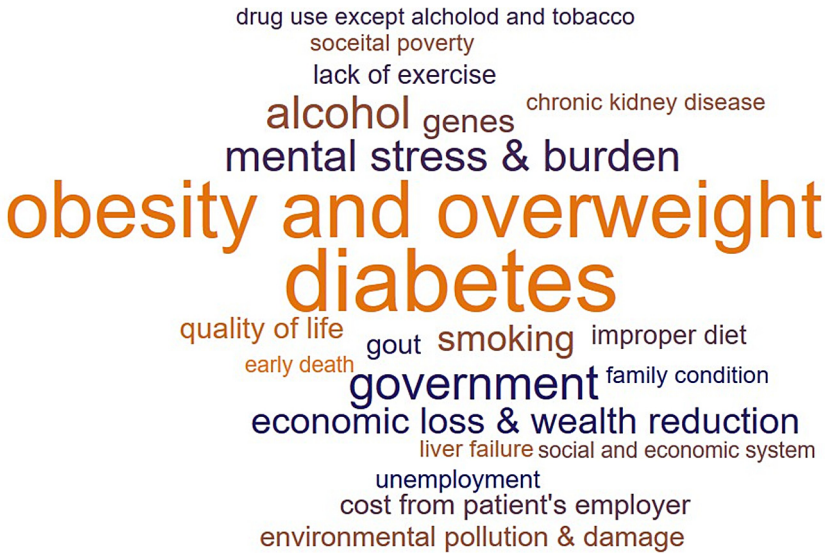 drug use except alcholod and tobacco
soceital poverty
lack of exercise
alcohol genes chronic kidney disease
mental stress & burden
obesity and overweight
diabetes
quality of life gout smoking improper diet
early death government family condition
economic loss & wealth reduction
liver failure social and economic system
unemployment
cost from patient's employer
environmental pollution & damage